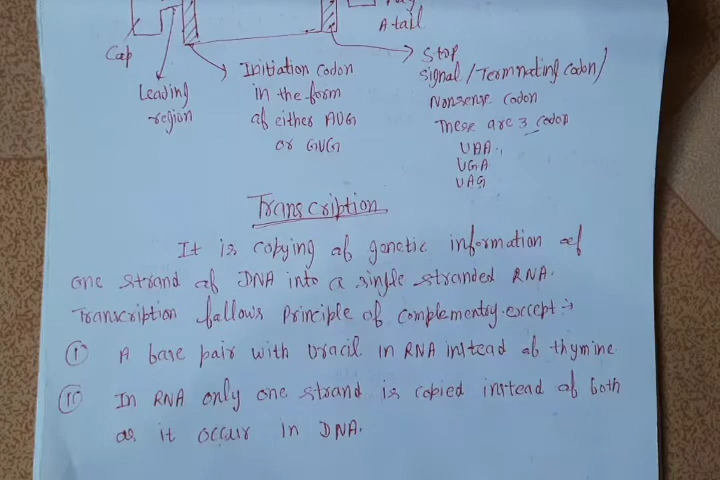 A-tail
Cap
Leading
region
Initiation codon
in the form
of either AUG
or GUG
Stop
signal/Termnating codon/
Nonsense codon
These are 3 codon
UAA
UGA
UAG
Transcription
It is copying of genetic information of
one strand of DNA into a single stranded RNA.
Transcription follows Principle of complementry except :→
(I) A base pair with Uracil in RNA instead of thymine
(II) In RNA only one strand is copied instead of both
as it occur in DNA.